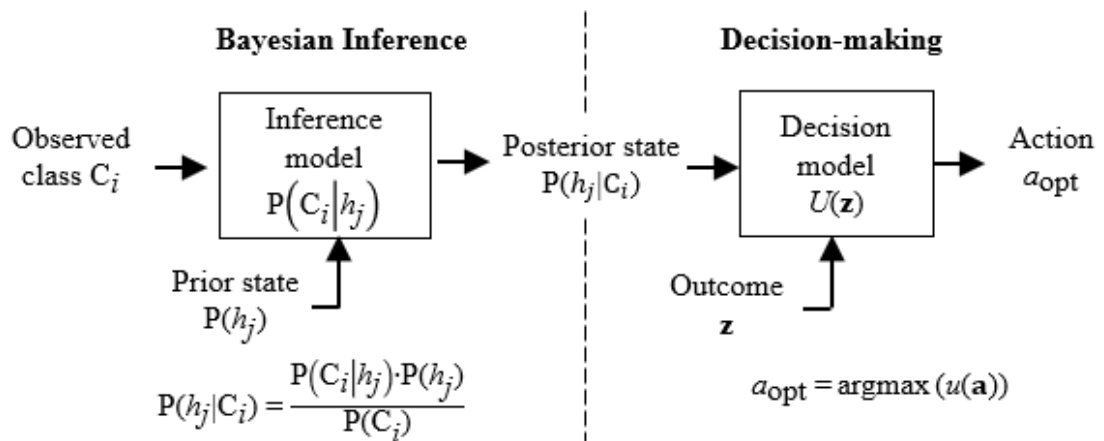 Bayesian Inference
Observed
class C_i
Inference
model
P(C_i|h_j)
Prior state
P(h_j)
Posterior state
P(h_j|C_i)
P(h_j|C_i) = P(C_i|h_j)·P(h_j) / P(C_i)
Decision-making
Decision
model
U(z)
Outcome
z
Action
a_opt
a_opt = argmax (u(a))